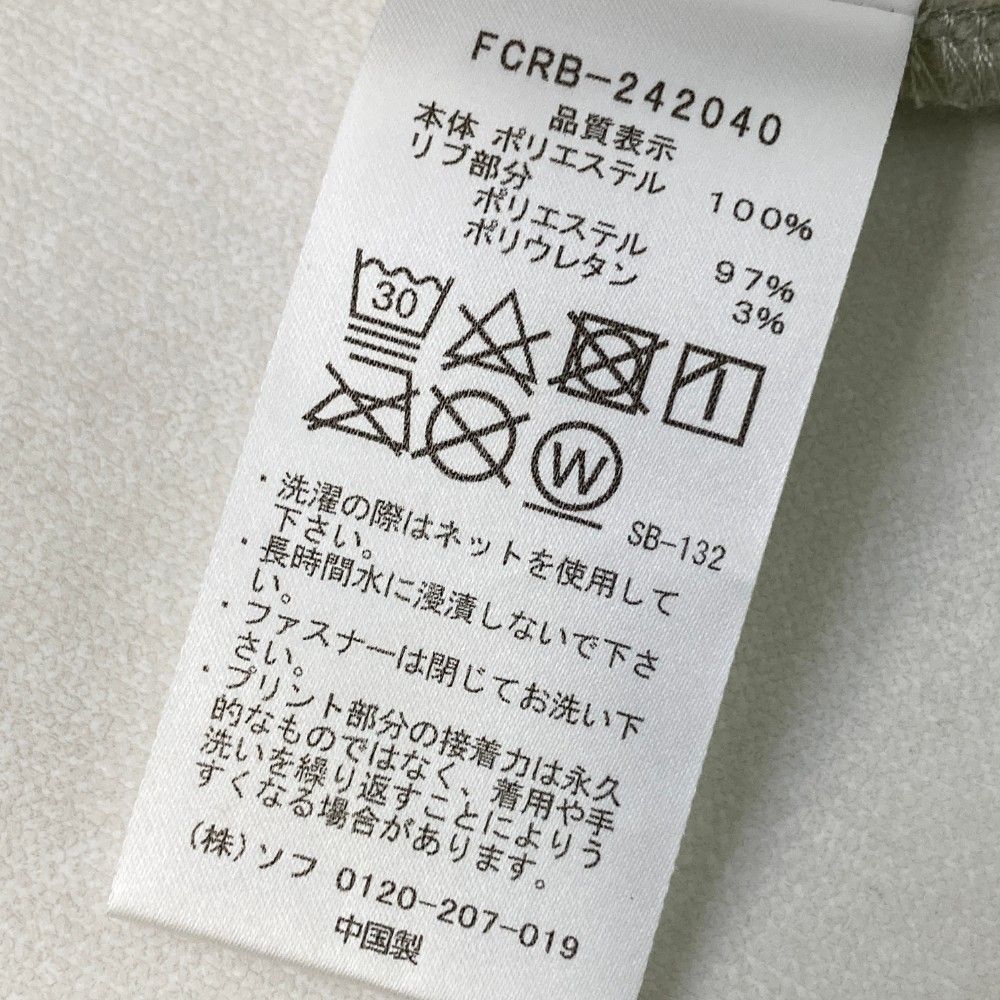 FCRB-242040
品質表示
本体 ポリエステル 100%
リブ部分
ポリエステル 97%
ポリウレタン 3%
30
W
SB-132
・洗濯の際はネットを使用して
下さい。
・長時間水に浸漬しないで下さ
い。
・ファスナーは閉じてお洗い下
さい。
・プリント部分の接着力は永久
的なものではなく、着用や手
洗いを繰り返すことによりう
すくなる場合があります。
(株)ソフ 0120-207-019
中国製